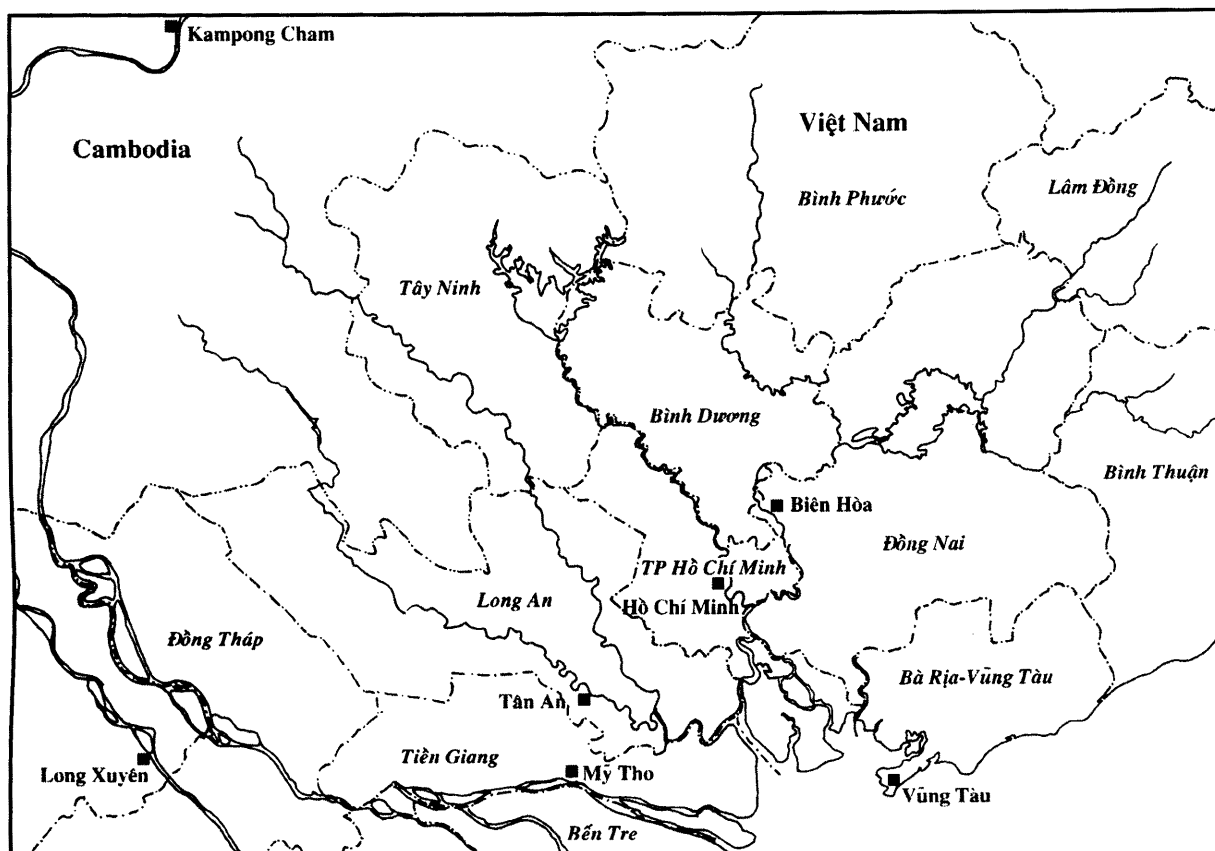 Kampong Cham
Việt Nam
Cambodia
Lâm Đồng
Bình Phước
Tây Ninh
Bình Dương
Bình Thuận
Biên Hòa
Đồng Nai
TP Hồ Chí Minh
Long An
Hồ Chí Minh
Đồng Tháp
Bà Rịa-Vũng Tàu
Tân An
Tiền Giang
Long Xuyên
Mỹ Tho
Vũng Tàu
Bến Tre